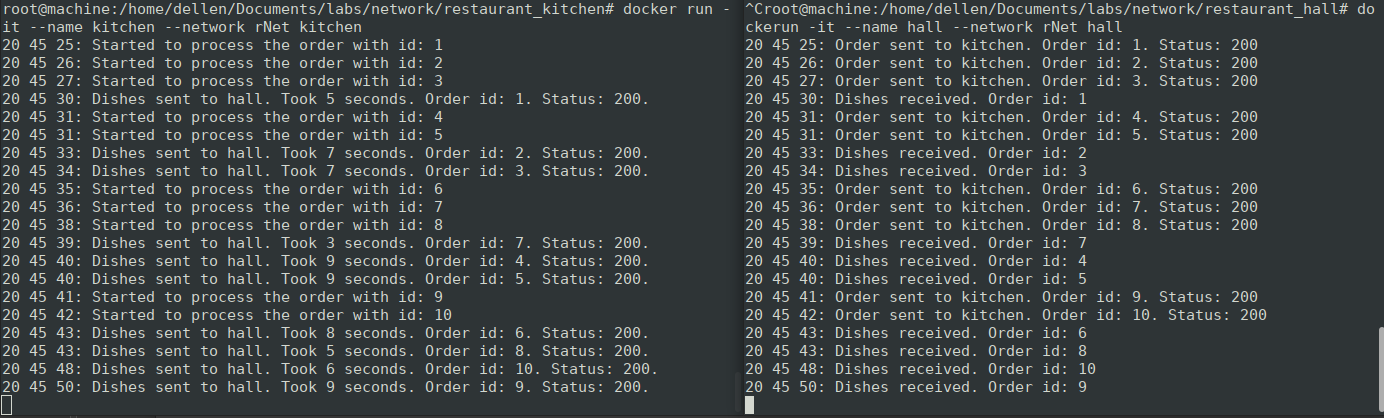 root@machine:/home/dellen/Documents/labs/network/restaurant_kitchen# docker run -
it --name kitchen --network rNet kitchen
20 45 25: Started to process the order with id: 1
20 45 26: Started to process the order with id: 2
20 45 27: Started to process the order with id: 3
20 45 30: Dishes sent to hall. Took 5 seconds. Order id: 1. Status: 200.
20 45 31: Started to process the order with id: 4
20 45 31: Started to process the order with id: 5
20 45 33: Dishes sent to hall. Took 7 seconds. Order id: 2. Status: 200.
20 45 34: Dishes sent to hall. Took 7 seconds. Order id: 3. Status: 200.
20 45 35: Started to process the order with id: 6
20 45 36: Started to process the order with id: 7
20 45 38: Started to process the order with id: 8
20 45 39: Dishes sent to hall. Took 3 seconds. Order id: 7. Status: 200.
20 45 40: Dishes sent to hall. Took 9 seconds. Order id: 4. Status: 200.
20 45 40: Dishes sent to hall. Took 9 seconds. Order id: 5. Status: 200.
20 45 41: Started to process the order with id: 9
20 45 42: Started to process the order with id: 10
20 45 43: Dishes sent to hall. Took 8 seconds. Order id: 6. Status: 200.
20 45 43: Dishes sent to hall. Took 5 seconds. Order id: 8. Status: 200.
20 45 48: Dishes sent to hall. Took 6 seconds. Order id: 10. Status: 200.
20 45 50: Dishes sent to hall. Took 9 seconds. Order id: 9. Status: 200.
^Croot@machine:/home/dellen/Documents/labs/network/restaurant_hall# do
ckerun -it --name hall --network rNet hall
20 45 25: Order sent to kitchen. Order id: 1. Status: 200
20 45 26: Order sent to kitchen. Order id: 2. Status: 200
20 45 27: Order sent to kitchen. Order id: 3. Status: 200
20 45 30: Dishes received. Order id: 1
20 45 31: Order sent to kitchen. Order id: 4. Status: 200
20 45 31: Order sent to kitchen. Order id: 5. Status: 200
20 45 33: Dishes received. Order id: 2
20 45 34: Dishes received. Order id: 3
20 45 35: Order sent to kitchen. Order id: 6. Status: 200
20 45 36: Order sent to kitchen. Order id: 7. Status: 200
20 45 38: Order sent to kitchen. Order id: 8. Status: 200
20 45 39: Dishes received. Order id: 7
20 45 40: Dishes received. Order id: 4
20 45 40: Dishes received. Order id: 5
20 45 41: Order sent to kitchen. Order id: 9. Status: 200
20 45 42: Order sent to kitchen. Order id: 10. Status: 200
20 45 43: Dishes received. Order id: 6
20 45 43: Dishes received. Order id: 8
20 45 48: Dishes received. Order id: 10
20 45 50: Dishes received. Order id: 9